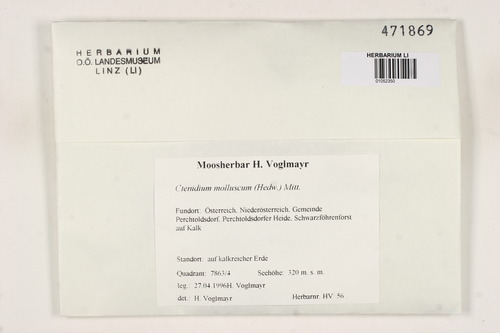 471869
HERBARIUM
O.Ö. LANDESMUSEUM
LINZ (LI)
HERBARIUM LI
Moosherbar H. Voglmayr
Ctenidium molluscum (Hedw.) Mitt.
Fundort: Österreich, Niederösterreich, Gemeinde
Perchtoldsdorf, Perchtoldsdorfer Heide, Schwarzföhrenforst
auf Kalk
Standort: auf kalkreicher Erde
Quadrant: 7863/4 Seehöhe: 320 m. s. m.
leg.: 27.04.1996H. Voglmayr
det.: H. Voglmayr Herbarnr. HV 56